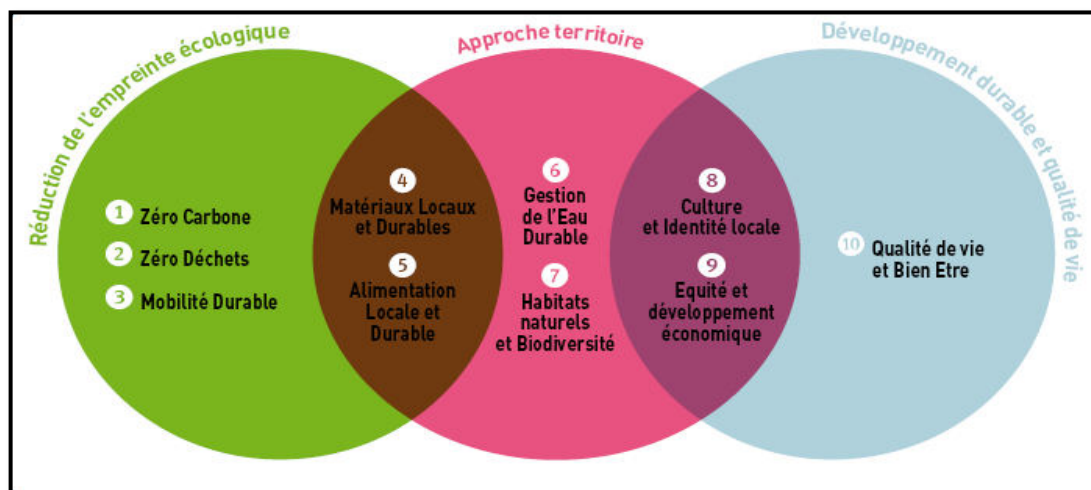 Réduction de l'empreinte écologique
Approche territoire
Développement durable et qualité de vie
1 Zéro Carbone
2 Zéro Déchets
3 Mobilité Durable
4
Matériaux Locaux
et Durables
5
Alimentation
Locale et
Durable
6
Gestion
de l'Eau
Durable
7
Habitats
naturels
et Biodiversité
8
Culture
et Identité locale
9
Equité et
développement
économique
10 Qualité de vie
et Bien Etre